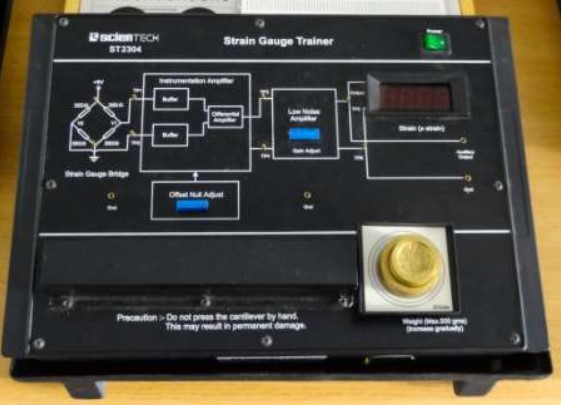 SCIENTECH
ST2304
Strain Gauge Trainer
Power
Instrumentation Amplifier
Buffer
Buffer
Differential
Amplifier
Low Noise
Amplifier
Gain Adjust
Strain (µ-strain)
Auxiliary
Output
Gnd
Strain Gauge Bridge
Gnd
Offset Null Adjust
Gnd
Precaution :- Do not press the cantilever by hand.
This may result in permanent damage.
Weight (Max.500 gms)
(Increase gradually)